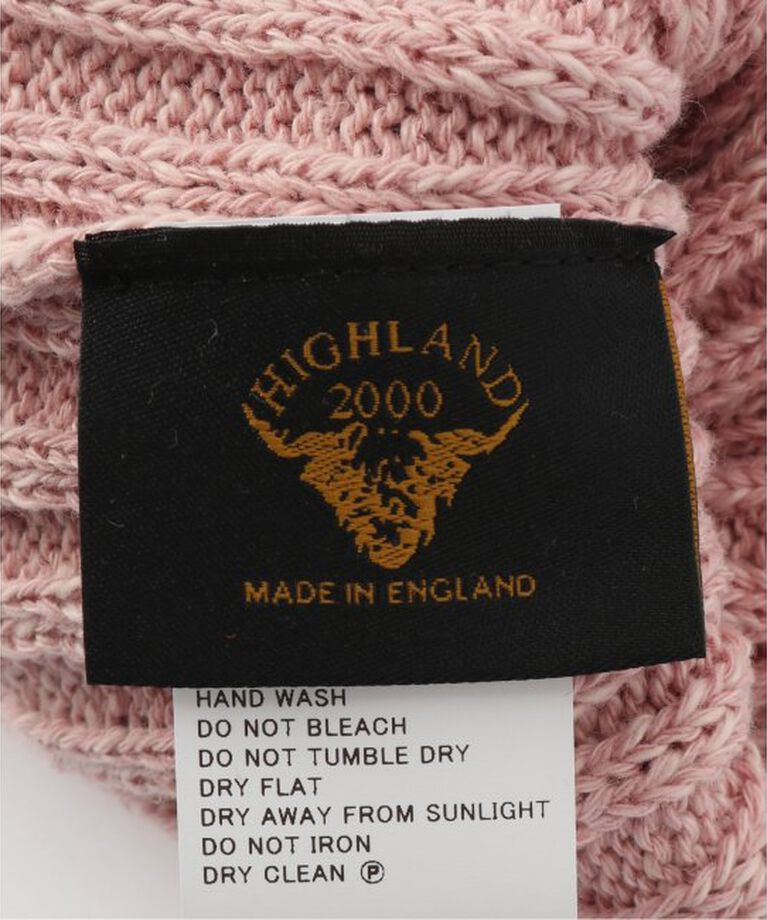 HIGHLAND
2000
MADE IN ENGLAND
HAND WASH
DO NOT BLEACH
DO NOT TUMBLE DRY
DRY FLAT
DRY AWAY FROM SUNLIGHT
DO NOT IRON
DRY CLEAN Ⓟ